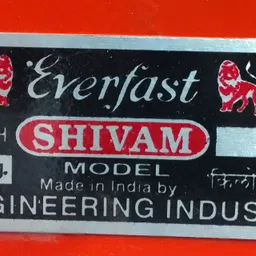 Everfast
SHIVAM
MODEL
Made in India by
किलो
GINEERING INDUS